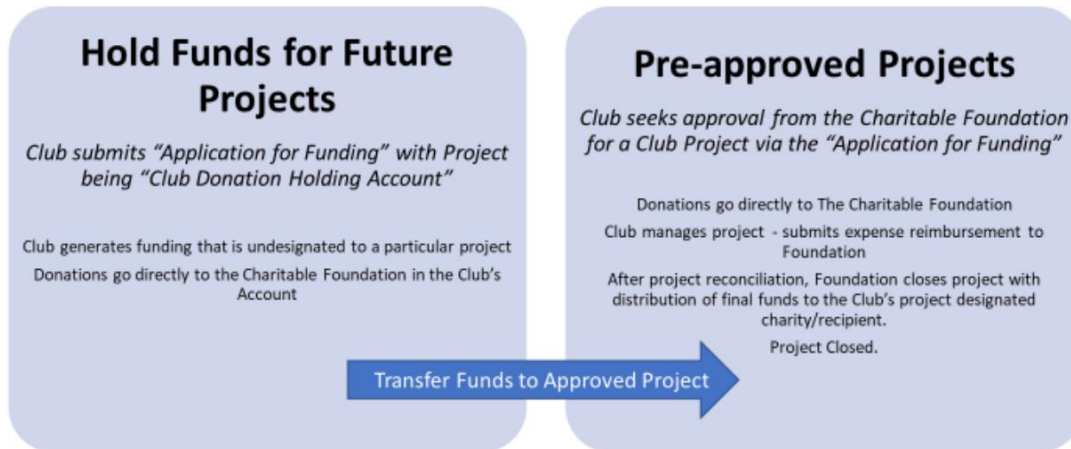 Hold Funds for Future
Projects
Club submits “Application for Funding” with Project
being “Club Donation Holding Account”
Club generates funding that is undesignated to a particular project
Donations go directly to the Charitable Foundation in the Club’s
Account
Pre-approved Projects
Club seeks approval from the Charitable Foundation
for a Club Project via the “Application for Funding”
Donations go directly to The Charitable Foundation
Club manages project - submits expense reimbursement to
Foundation
After project reconciliation, Foundation closes project with
distribution of final funds to the Club’s project designated
charity/recipient.
Project Closed.
Transfer Funds to Approved Project